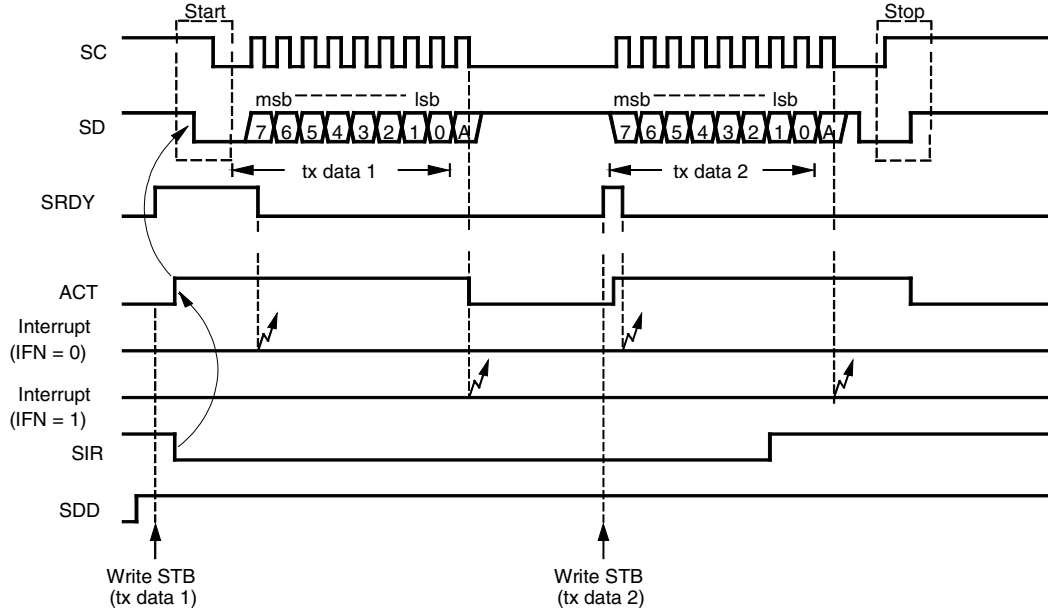 Start
Stop
SC
msb lsb msb lsb
SD 7 6 5 4 3 2 1 0 A 7 6 5 4 3 2 1 0 A
tx data 1 tx data 2
SRDY
ACT
Interrupt
(IFN = 0)
Interrupt
(IFN = 1)
SIR
SDD
Write STB
(tx data 1)
Write STB
(tx data 2)